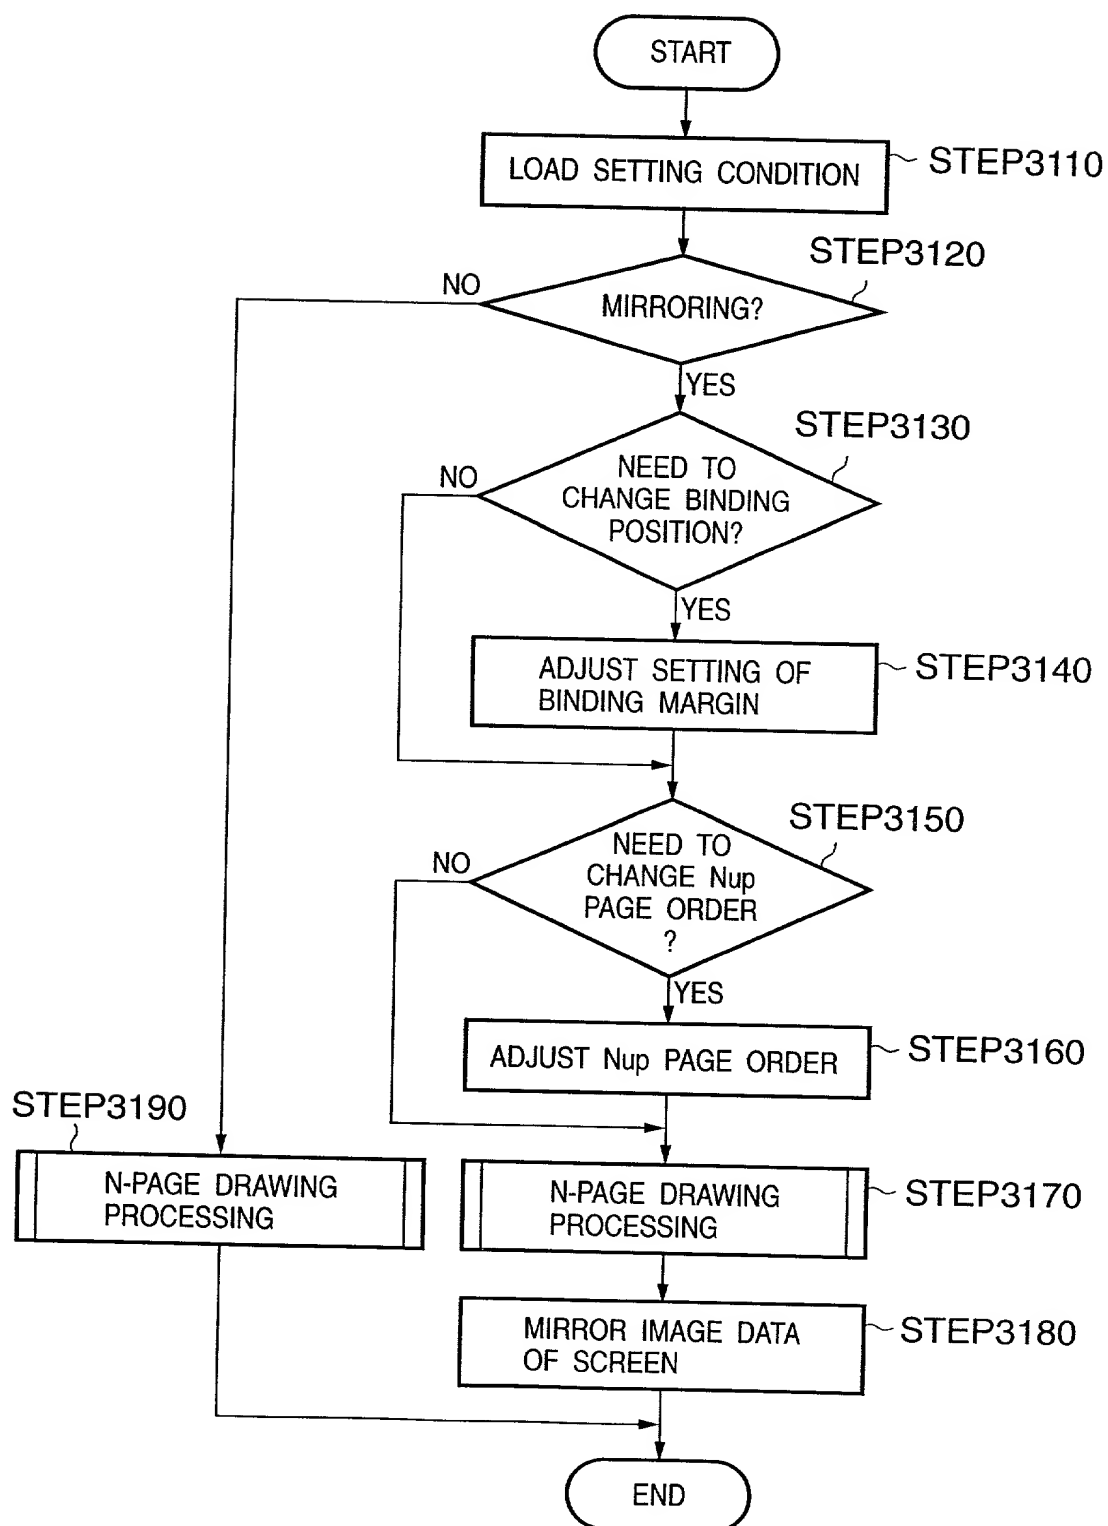 START
LOAD SETTING CONDITION
STEP3110
STEP3120
NO
MIRRORING?
YES
STEP3130
NO
NEED TO
CHANGE BINDING
POSITION?
YES
ADJUST SETTING OF
BINDING MARGIN
STEP3140
STEP3150
NO
NEED TO
CHANGE Nup
PAGE ORDER
?
YES
ADJUST Nup PAGE ORDER
STEP3160
STEP3190
N-PAGE DRAWING
PROCESSING
N-PAGE DRAWING
PROCESSING
STEP3170
MIRROR IMAGE DATA
OF SCREEN
STEP3180
END